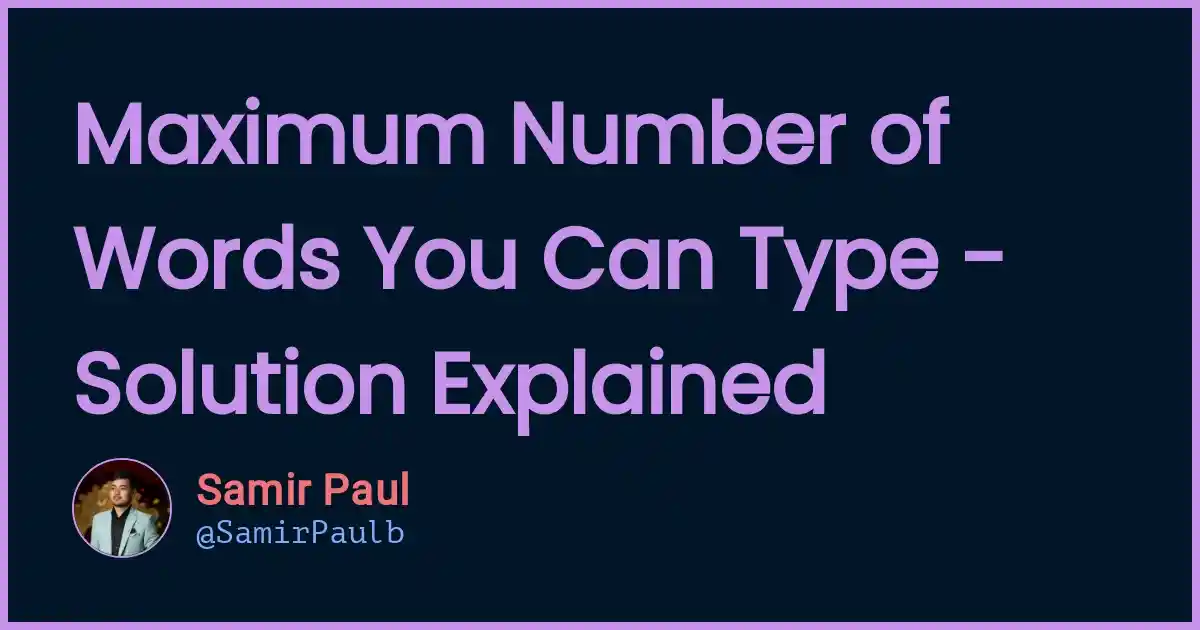 Maximum Number of
Words You Can Type -
Solution Explained
Samir Paul
@SamirPaulb